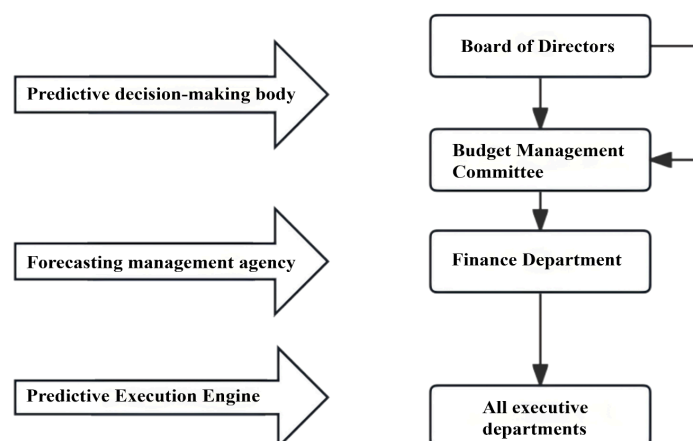 Board of Directors
Predictive decision-making body
Budget Management
Committee
Forecasting management agency
Finance Department
Predictive Execution Engine
All executive
departments